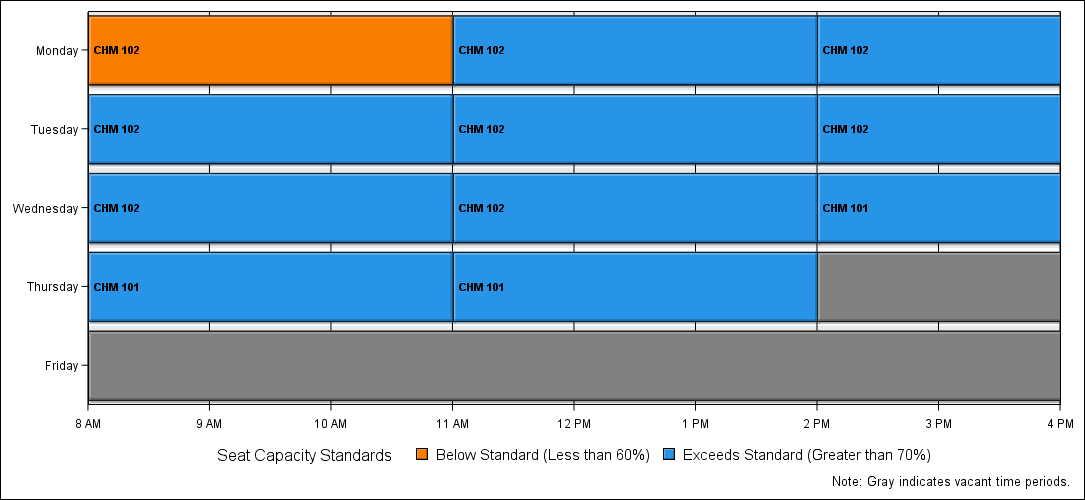 Monday CHM 102 CHM 102 CHM 102
Tuesday CHM 102 CHM 102 CHM 102
Wednesday CHM 102 CHM 102 CHM 101
Thursday CHM 101 CHM 101
Friday
8 AM 9 AM 10 AM 11 AM 12 PM 1 PM 2 PM 3 PM 4 PM
Seat Capacity Standards Below Standard (Less than 60%) Exceeds Standard (Greater than 70%)
Note: Gray indicates vacant time periods.